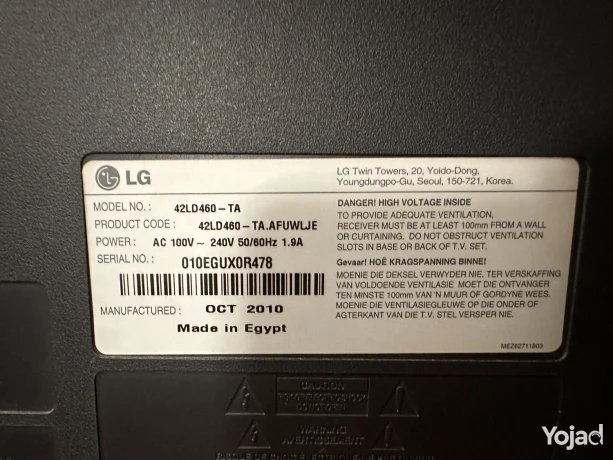 LG
LG Twin Towers, 20, Yoido-Dong,
Youngdungpo-Gu, Seoul, 150-721, Korea.
MODEL NO. : 42LD460-TA
PRODUCT CODE : 42LD460-TA.AFUWLJE
POWER : AC 100V ~ 240V 50/60Hz 1.9A
SERIAL NO. : 010EGUX0R478
MANUFACTURED : OCT 2010
Made in Egypt
DANGER! HIGH VOLTAGE INSIDE
TO PROVIDE ADEQUATE VENTILATION,
RECEIVER MUST BE AT LEAST 100mm FROM A WALL
OR CURTAINING. DO NOT OBSTRUCT VENTILATION
SLOTS IN BASE OR BACK OF T.V. SET.
Gevaar! HOË KRAGSPANNING BINNE!
MOENIE DIE DEKSEL VERWYDER NIE. TER VERSKAFFING
VAN VOLDOENDE VENTILASIE MOET DIE ONTVANGER
TEN MINSTE 100mm VAN 'N MUUR OF GORDYNE WEES.
MOENIE DIE VENTILASIEGLEUWE OP DIE ONDER OF
AGTERKANT VAN DIE T.V. STEL VERSPER NIE.
MEZ62711803
CAUTION
WARNING
AVERTISSEMENT
RISQUE DE CHOC
Yojad